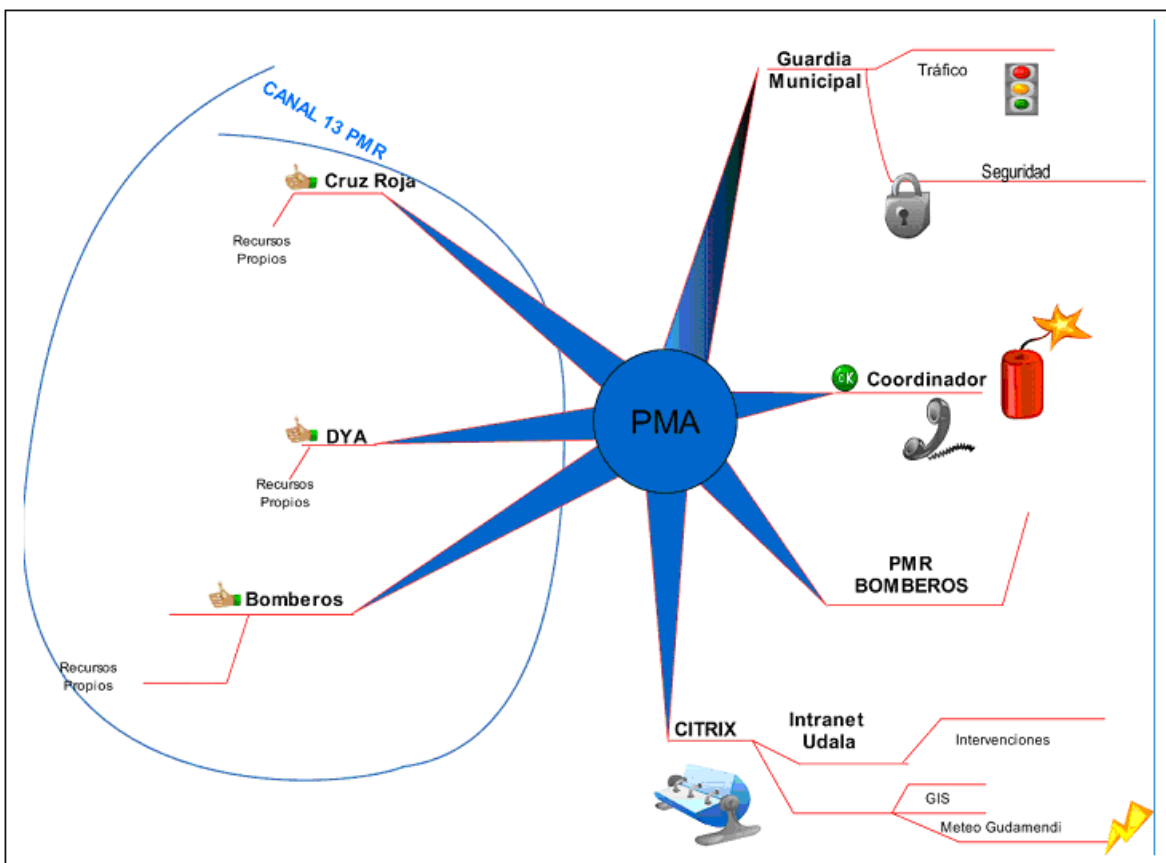 Guardia
Municipal
Tráfico
CANAL 13 PMR
Cruz Roja
Seguridad
Recursos
Propios
OK Coordinador
PMA
DYA
Recursos
Propios
PMR
BOMBEROS
Bomberos
Recursos
Propios
CITRIX
Intranet
Udala
Intervenciones
GIS
Meteo Gudamendi